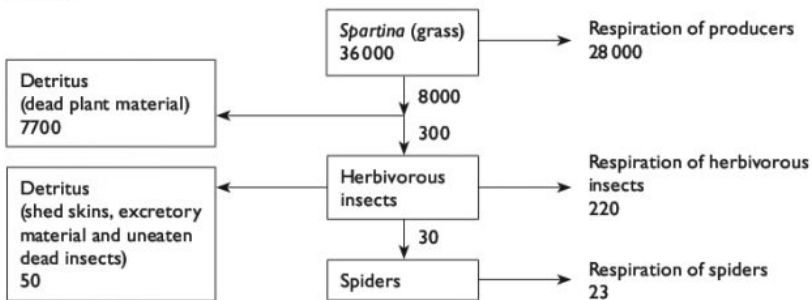 Spartina (grass)
36 000
Respiration of producers
28 000
Detritus
(dead plant material)
7700
8000
300
Herbivorous
insects
Respiration of herbivorous
insects
220
Detritus
(shed skins, excretory
material and uneaten
dead insects)
50
30
Spiders
Respiration of spiders
23